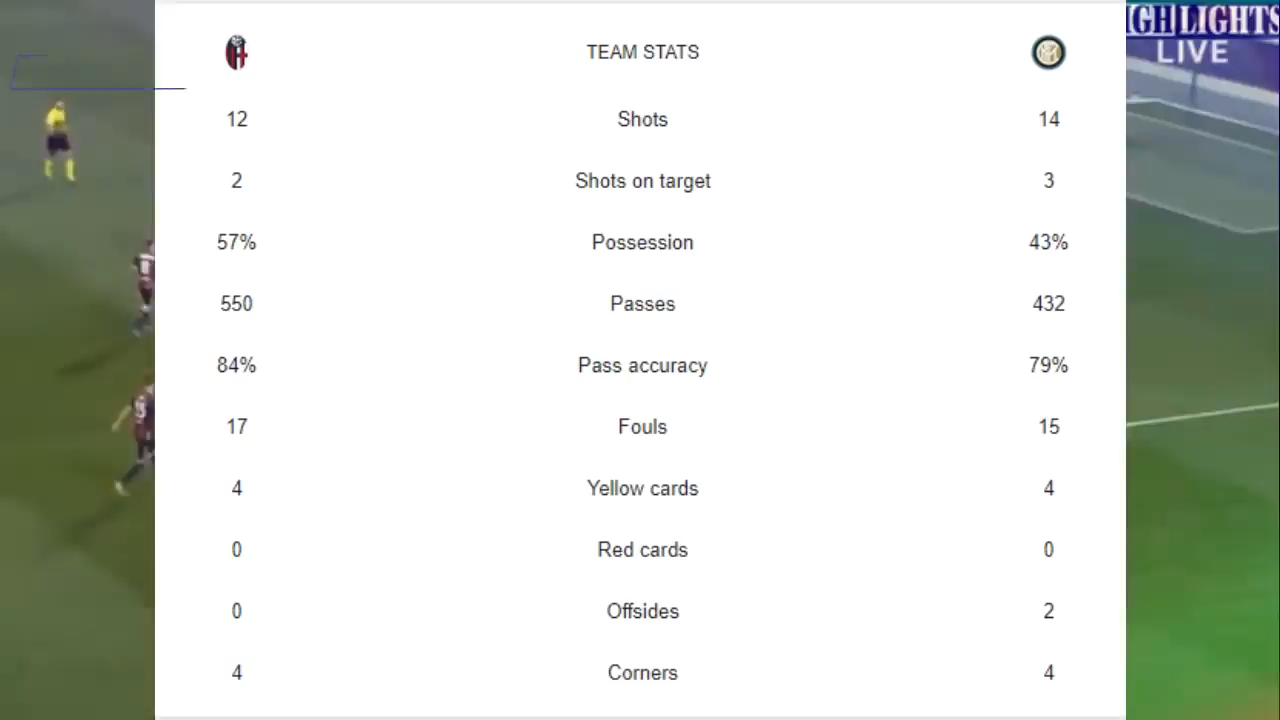 TEAM STATS
12 Shots 14
2 Shots on target 3
57% Possession 43%
550 Passes 432
84% Pass accuracy 79%
17 Fouls 15
4 Yellow cards 4
0 Red cards 0
0 Offsides 2
4 Corners 4
IGHLIGHTS
LIVE